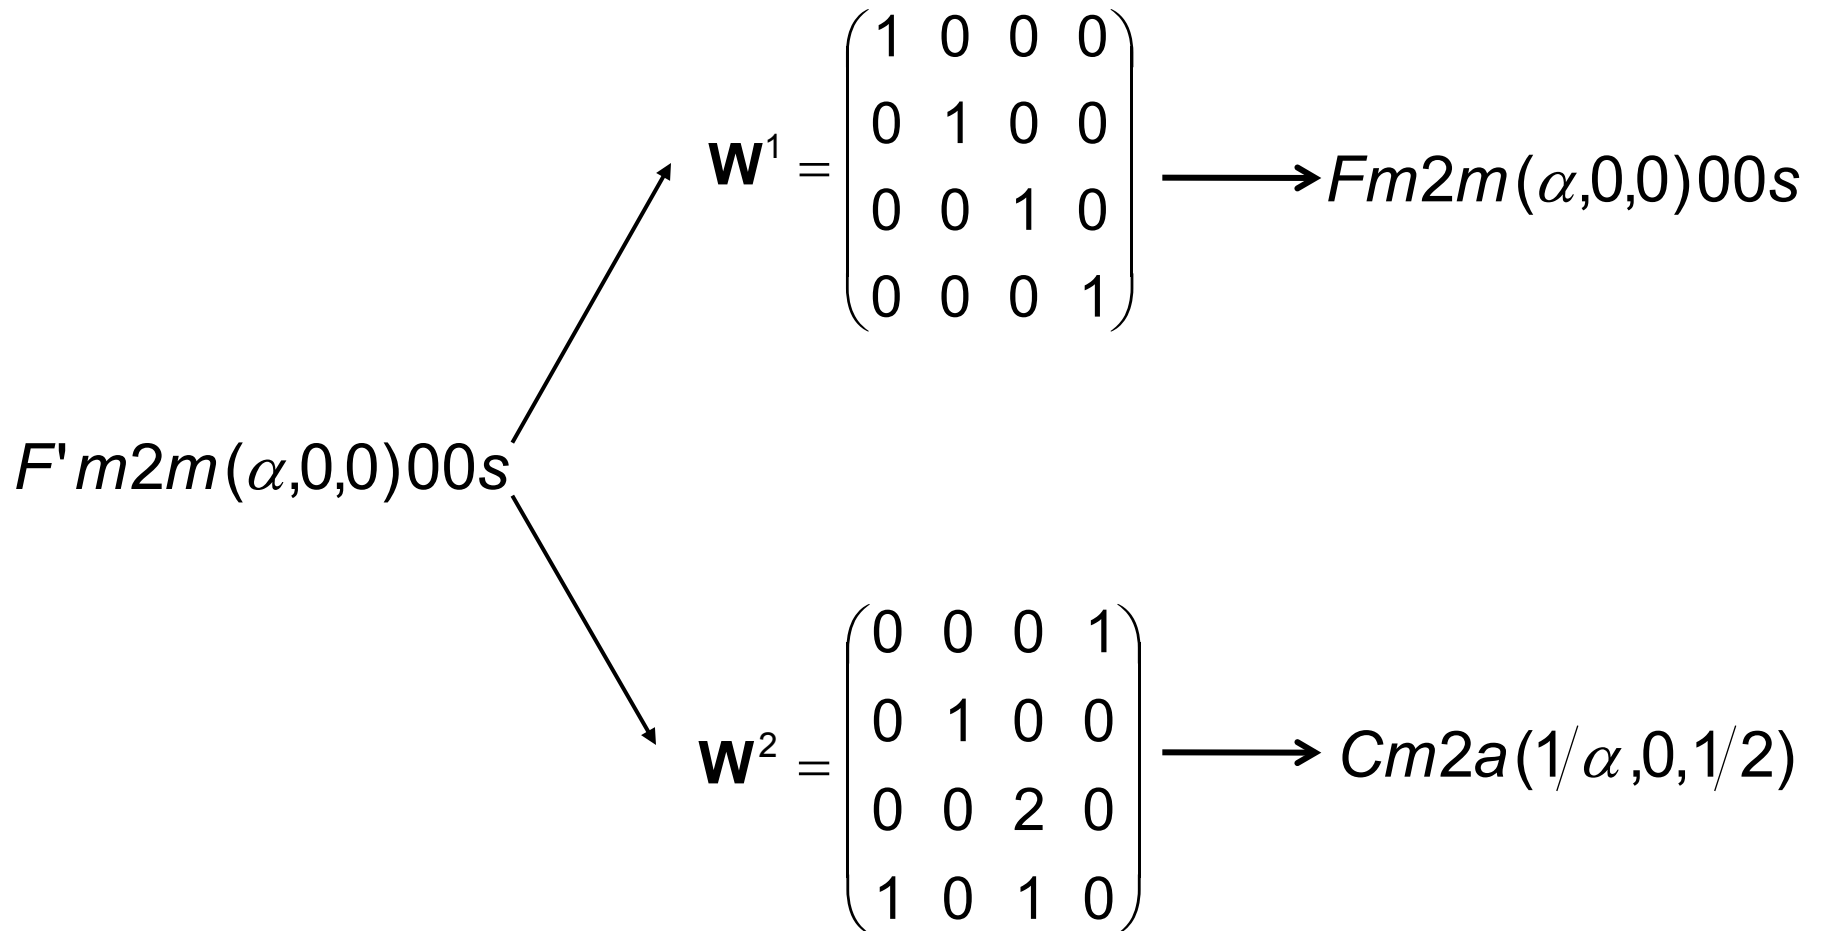 1 0 0 0
0 1 0 0
W¹ =
0 0 1 0
0 0 0 1
Fm2m(α,0,0)00s
F'm2m(α,0,0)00s
0 0 0 1
0 1 0 0
W² =
0 0 2 0
1 0 1 0
Cm2a(1/α,0,1/2)